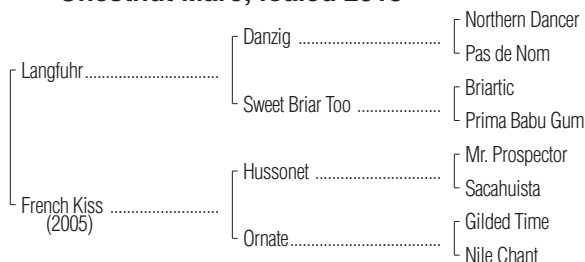 Chestnut Mare, foaled
Northern Dancer
Danzig
Pas de Nom
Langfuhr
Briartic
Sweet Briar Too
Prima Babu Gum
Mr. Prospector
Hussonet
Sacahuista
French Kiss
(2005)
Gilded Time
Ornate
Nile Chant